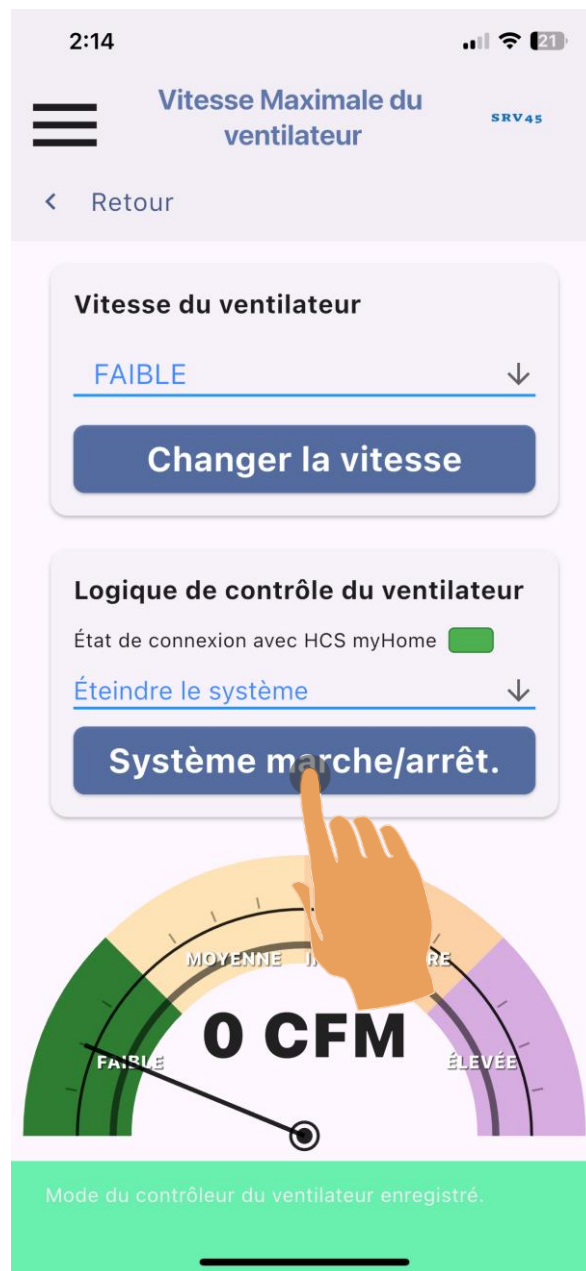 2:14
21
Vitesse Maximale du
ventilateur
SRV45
Retour
Vitesse du ventilateur
FAIBLE
Changer la vitesse
Logique de contrôle du ventilateur
État de connexion avec HCS myHome
Éteindre le système
Système marche/arrêt.
MOYENNE
FAIBLE
0 CFM
ÉLEVÉE
Mode du contrôleur du ventilateur enregistré.